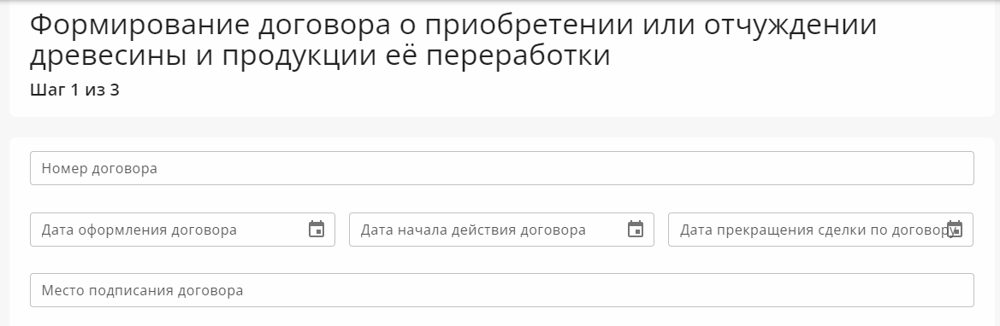 Формирование договора о приобретении или отчуждении
древесины и продукции её переработки
Шаг 1 из 3
Номер договора
Дата оформления договора
Дата начала действия договора
Дата прекращения сделки по договору
Место подписания договора